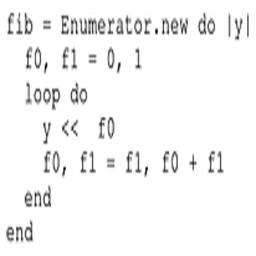 fib = Enumerator.new do |y|
  f0, f1 = 0, 1
  loop do
    y <<  f0
    f0, f1 = f1, f0 + f1
  end
end